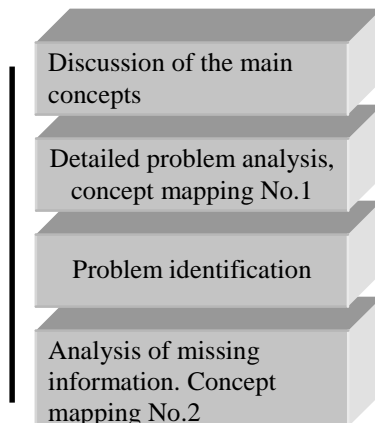 Discussion of the main
concepts
Detailed problem analysis,
concept mapping No.1
Problem identification
Analysis of missing
information. Concept
mapping No.2